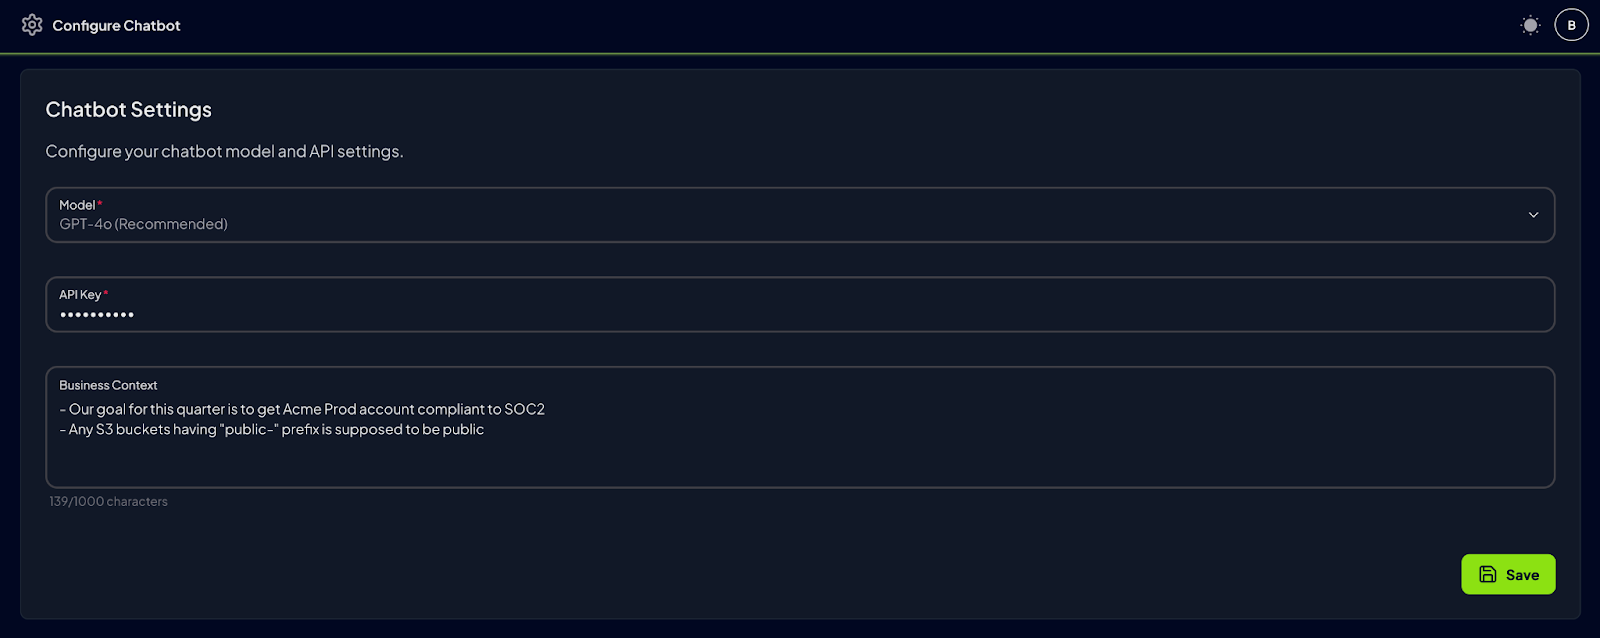 Configure Chatbot
B
Chatbot Settings
Configure your chatbot model and API settings.
Model*
GPT-4o (Recommended)
API Key*
••••••••••
Business Context
- Our goal for this quarter is to get Acme Prod account compliant to SOC2
- Any S3 buckets having "public-" prefix is supposed to be public
139/1000 characters
Save